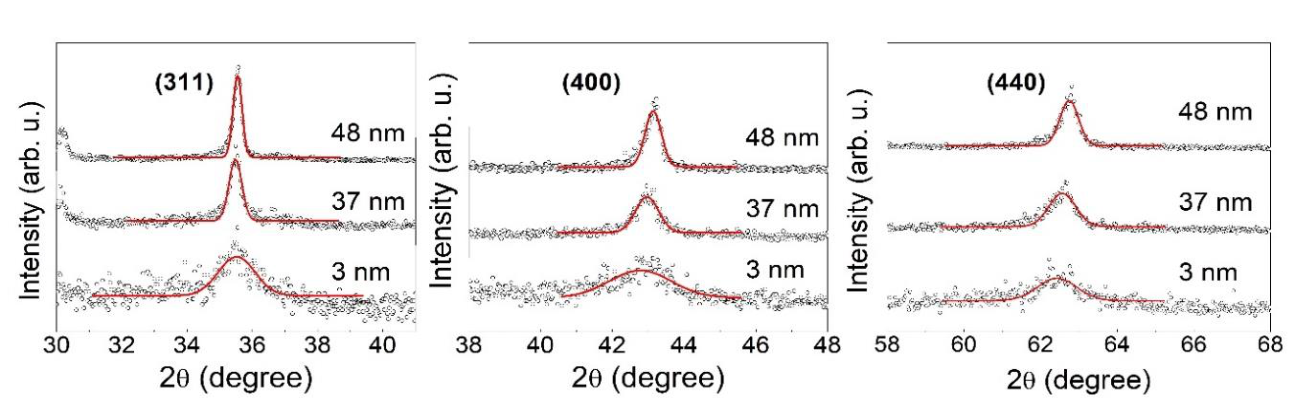 Intensity (arb. u.)
(311)
48 nm
37 nm
3 nm
30 32 34 36 38 40
2θ (degree)
Intensity (arb. u.)
(400)
48 nm
37 nm
3 nm
38 40 42 44 46 48
2θ (degree)
Intensity (arb. u.)
(440)
48 nm
37 nm
3 nm
58 60 62 64 66 68
2θ (degree)